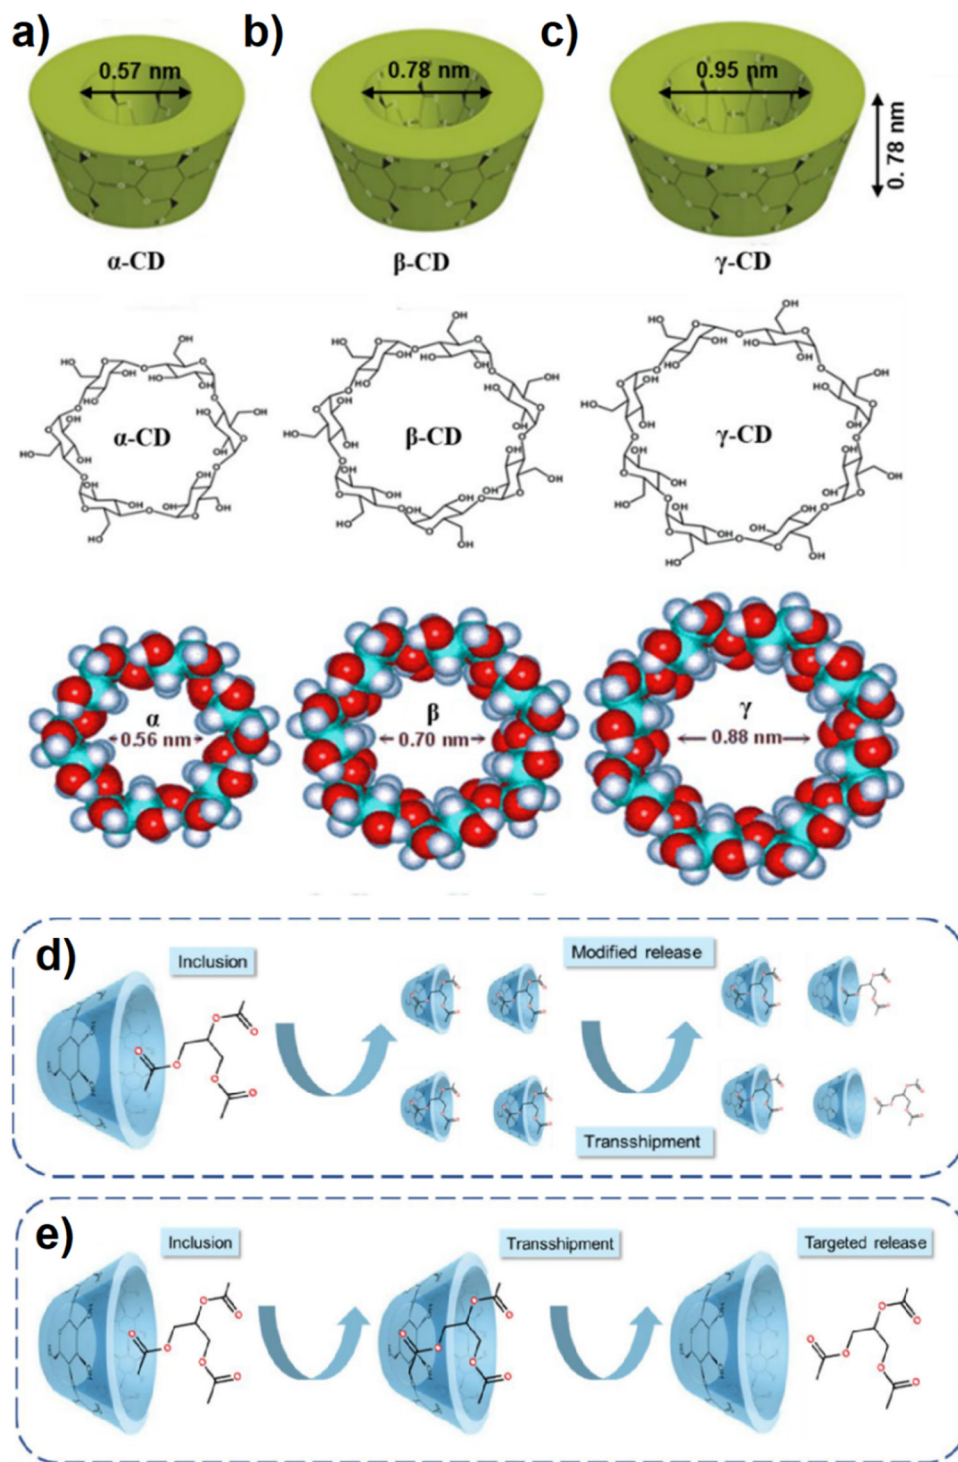 a)
b)
c)
0.57 nm
0.78 nm
0.95 nm
0.78 nm
α-CD
β-CD
γ-CD
α-CD
β-CD
γ-CD
α
0.56 nm
β
0.70 nm
γ
0.88 nm
d)
Inclusion
Modified release
Transshipment
e)
Inclusion
Transshipment
Targeted release